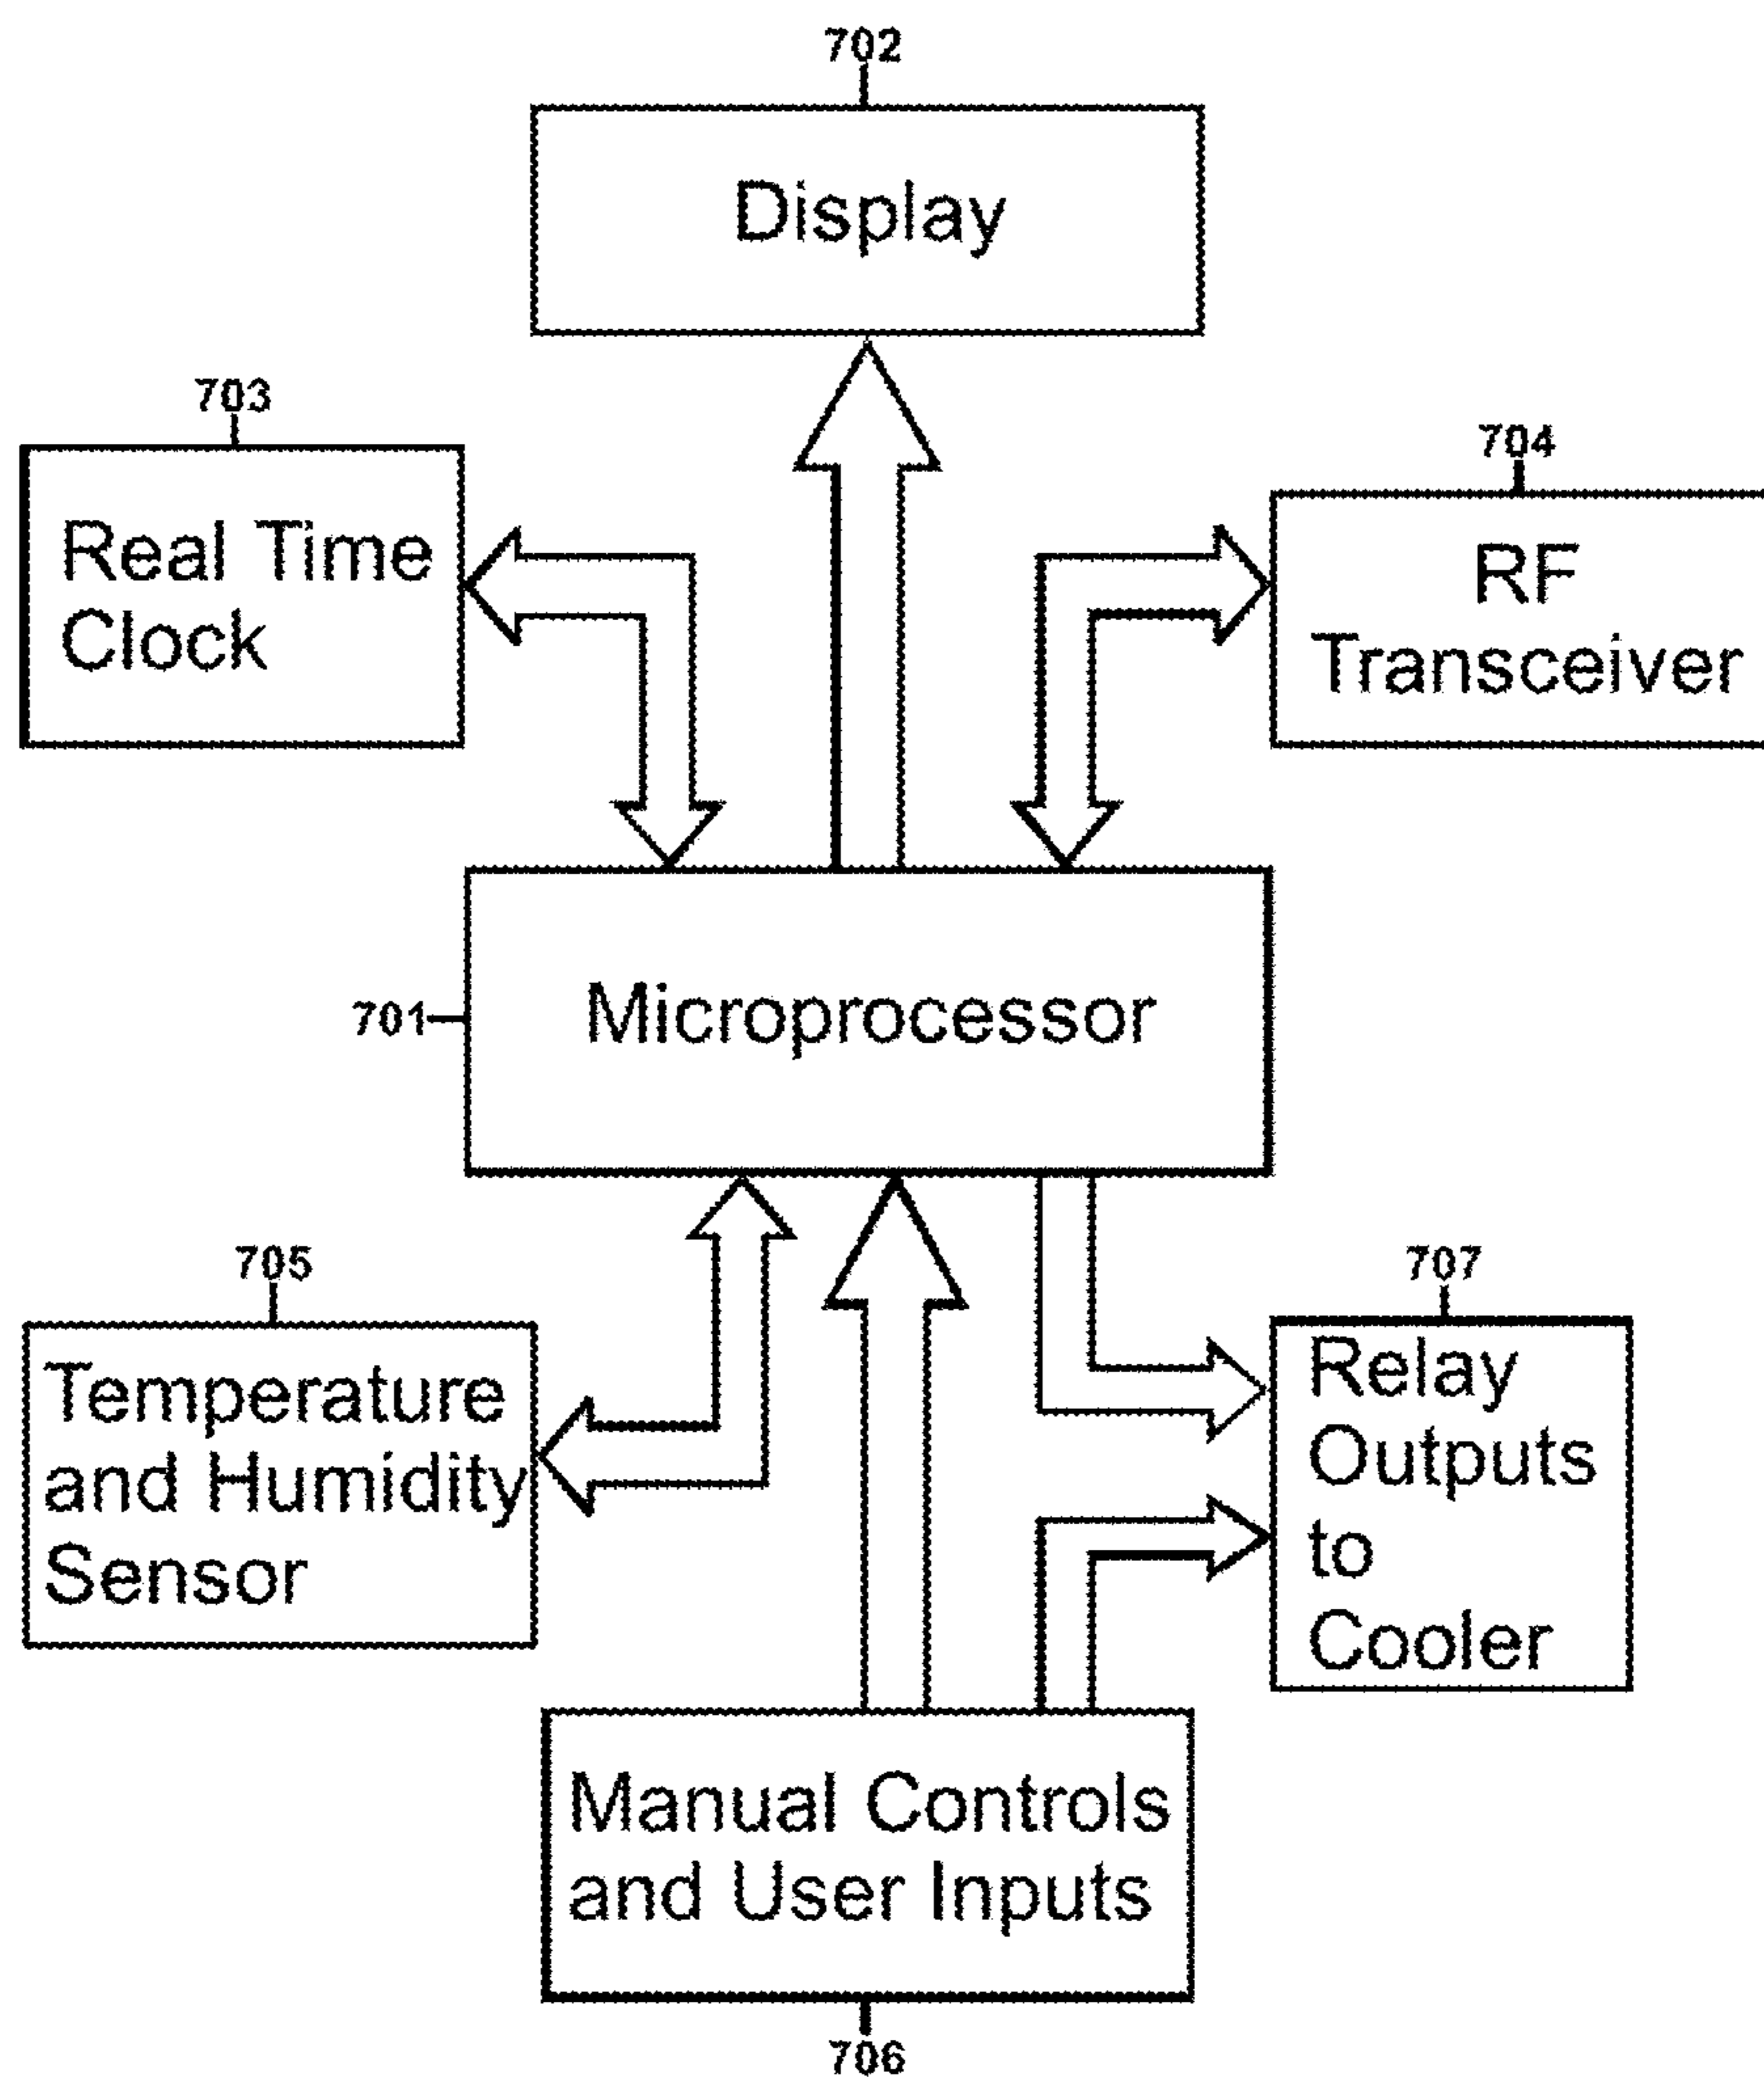 702
Display
703
Real Time
Clock
704
RF
Transceiver
701
Microprocessor
705
Temperature
and Humidity
Sensor
707
Relay
Outputs
to
Cooler
Manual Controls
and User Inputs
706